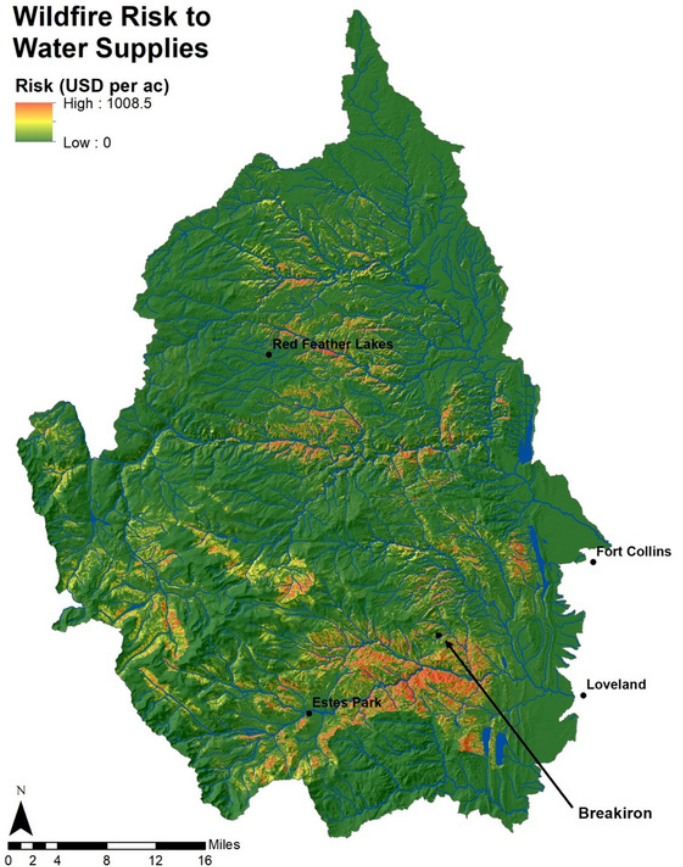 Wildfire Risk to
Water Supplies
Risk (USD per ac)
High : 1008.5
Low : 0
Red Feather Lakes
Fort Collins
Loveland
Estes Park
Breakiron
N
Miles
0 2 4 8 12 16